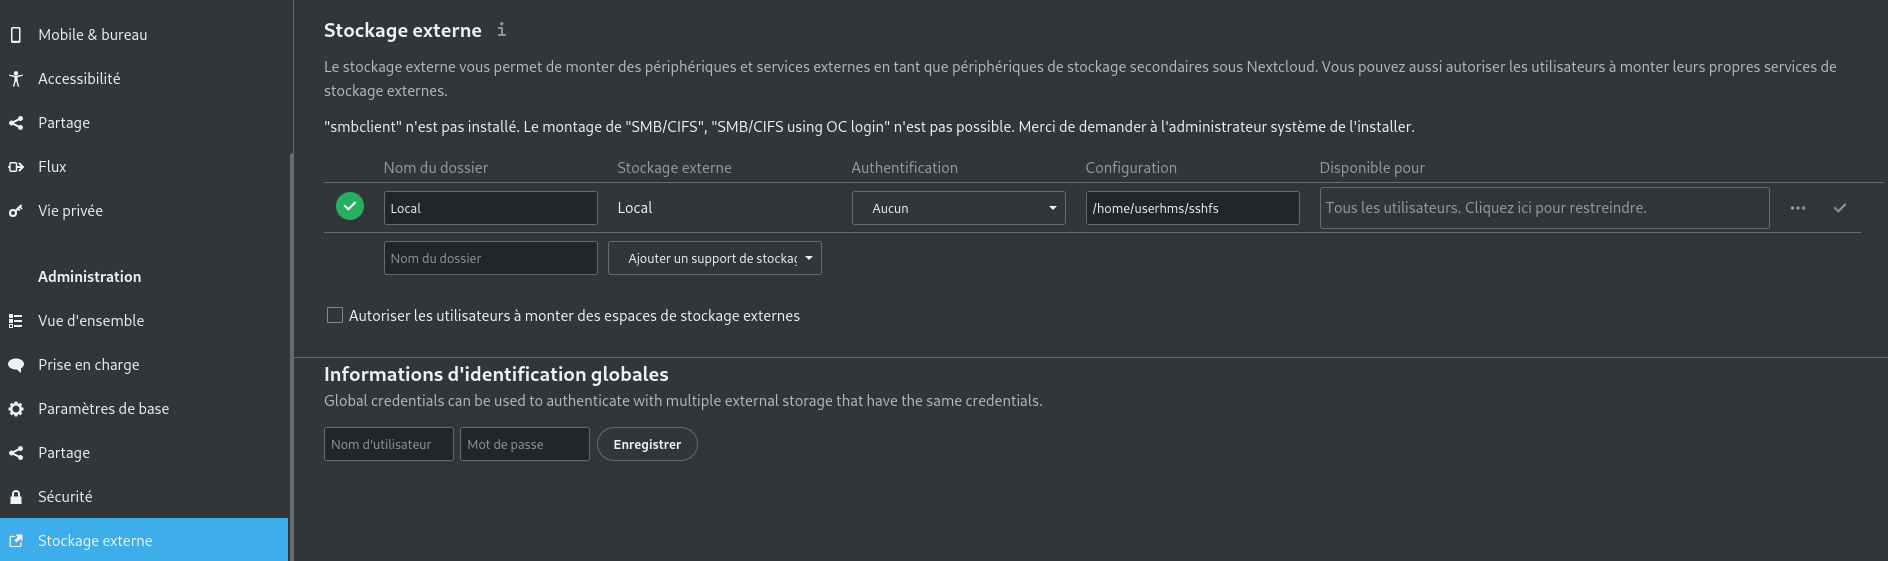 Mobile & bureau
Accessibilité
Partage
Flux
Vie privée
Administration
Vue d'ensemble
Prise en charge
Paramètres de base
Partage
Sécurité
Stockage externe
Stockage externe
Le stockage externe vous permet de monter des périphériques et services externes en tant que périphériques de stockage secondaires sous Nextcloud. Vous pouvez aussi autoriser les utilisateurs à monter leurs propres services de
stockage externes.
"smbclient" n'est pas installé. Le montage de "SMB/CIFS", "SMB/CIFS using OC login" n'est pas possible. Merci de demander à l'administrateur système de l'installer.
Nom du dossier Stockage externe Authentification Configuration Disponible pour
Local Local Aucun /home/userhms/sshfs Tous les utilisateurs. Cliquez ici pour restreindre.
Nom du dossier Ajouter un support de stockag
Autoriser les utilisateurs à monter des espaces de stockage externes
Informations d'identification globales
Global credentials can be used to authenticate with multiple external storage that have the same credentials.
Nom d'utilisateur Mot de passe Enregistrer